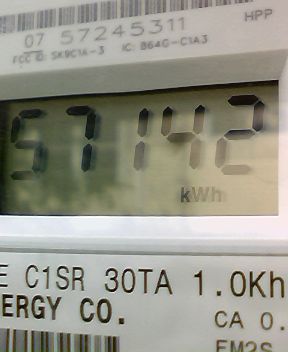 HPP
07 57245311
FCC ID: SK9C1A-3 IC: 864G-C1A3
57142
kWh
E C1SR 30TA 1.0Kh
ERGY CO.
CA 0.
FM2S